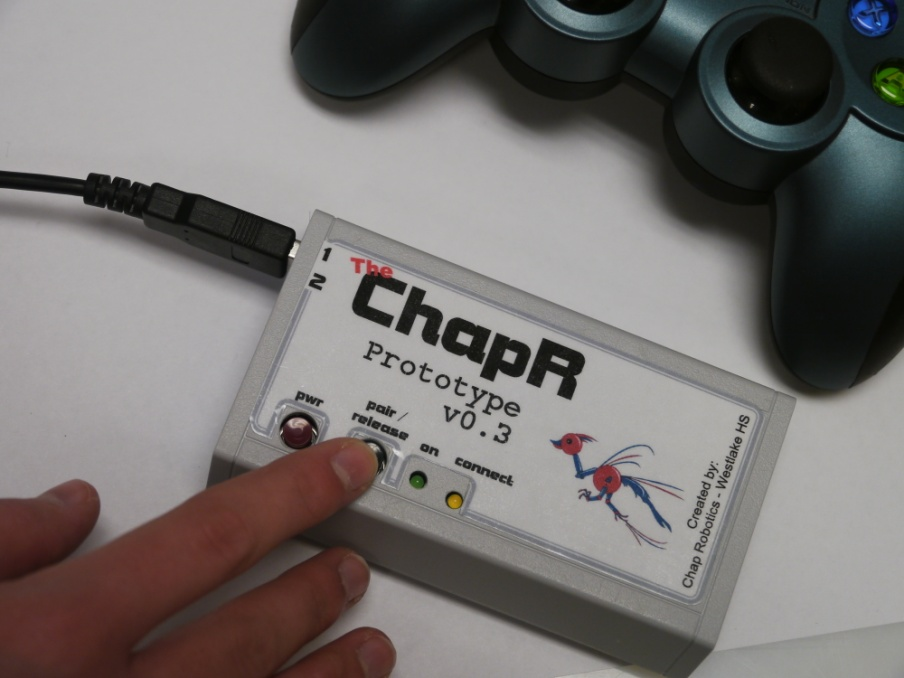 1
2
The
ChapR
Prototype
v0.3
pwr
pair/
release
on
connect
Created by:
Chap Robotics - Westlake HS
X
A